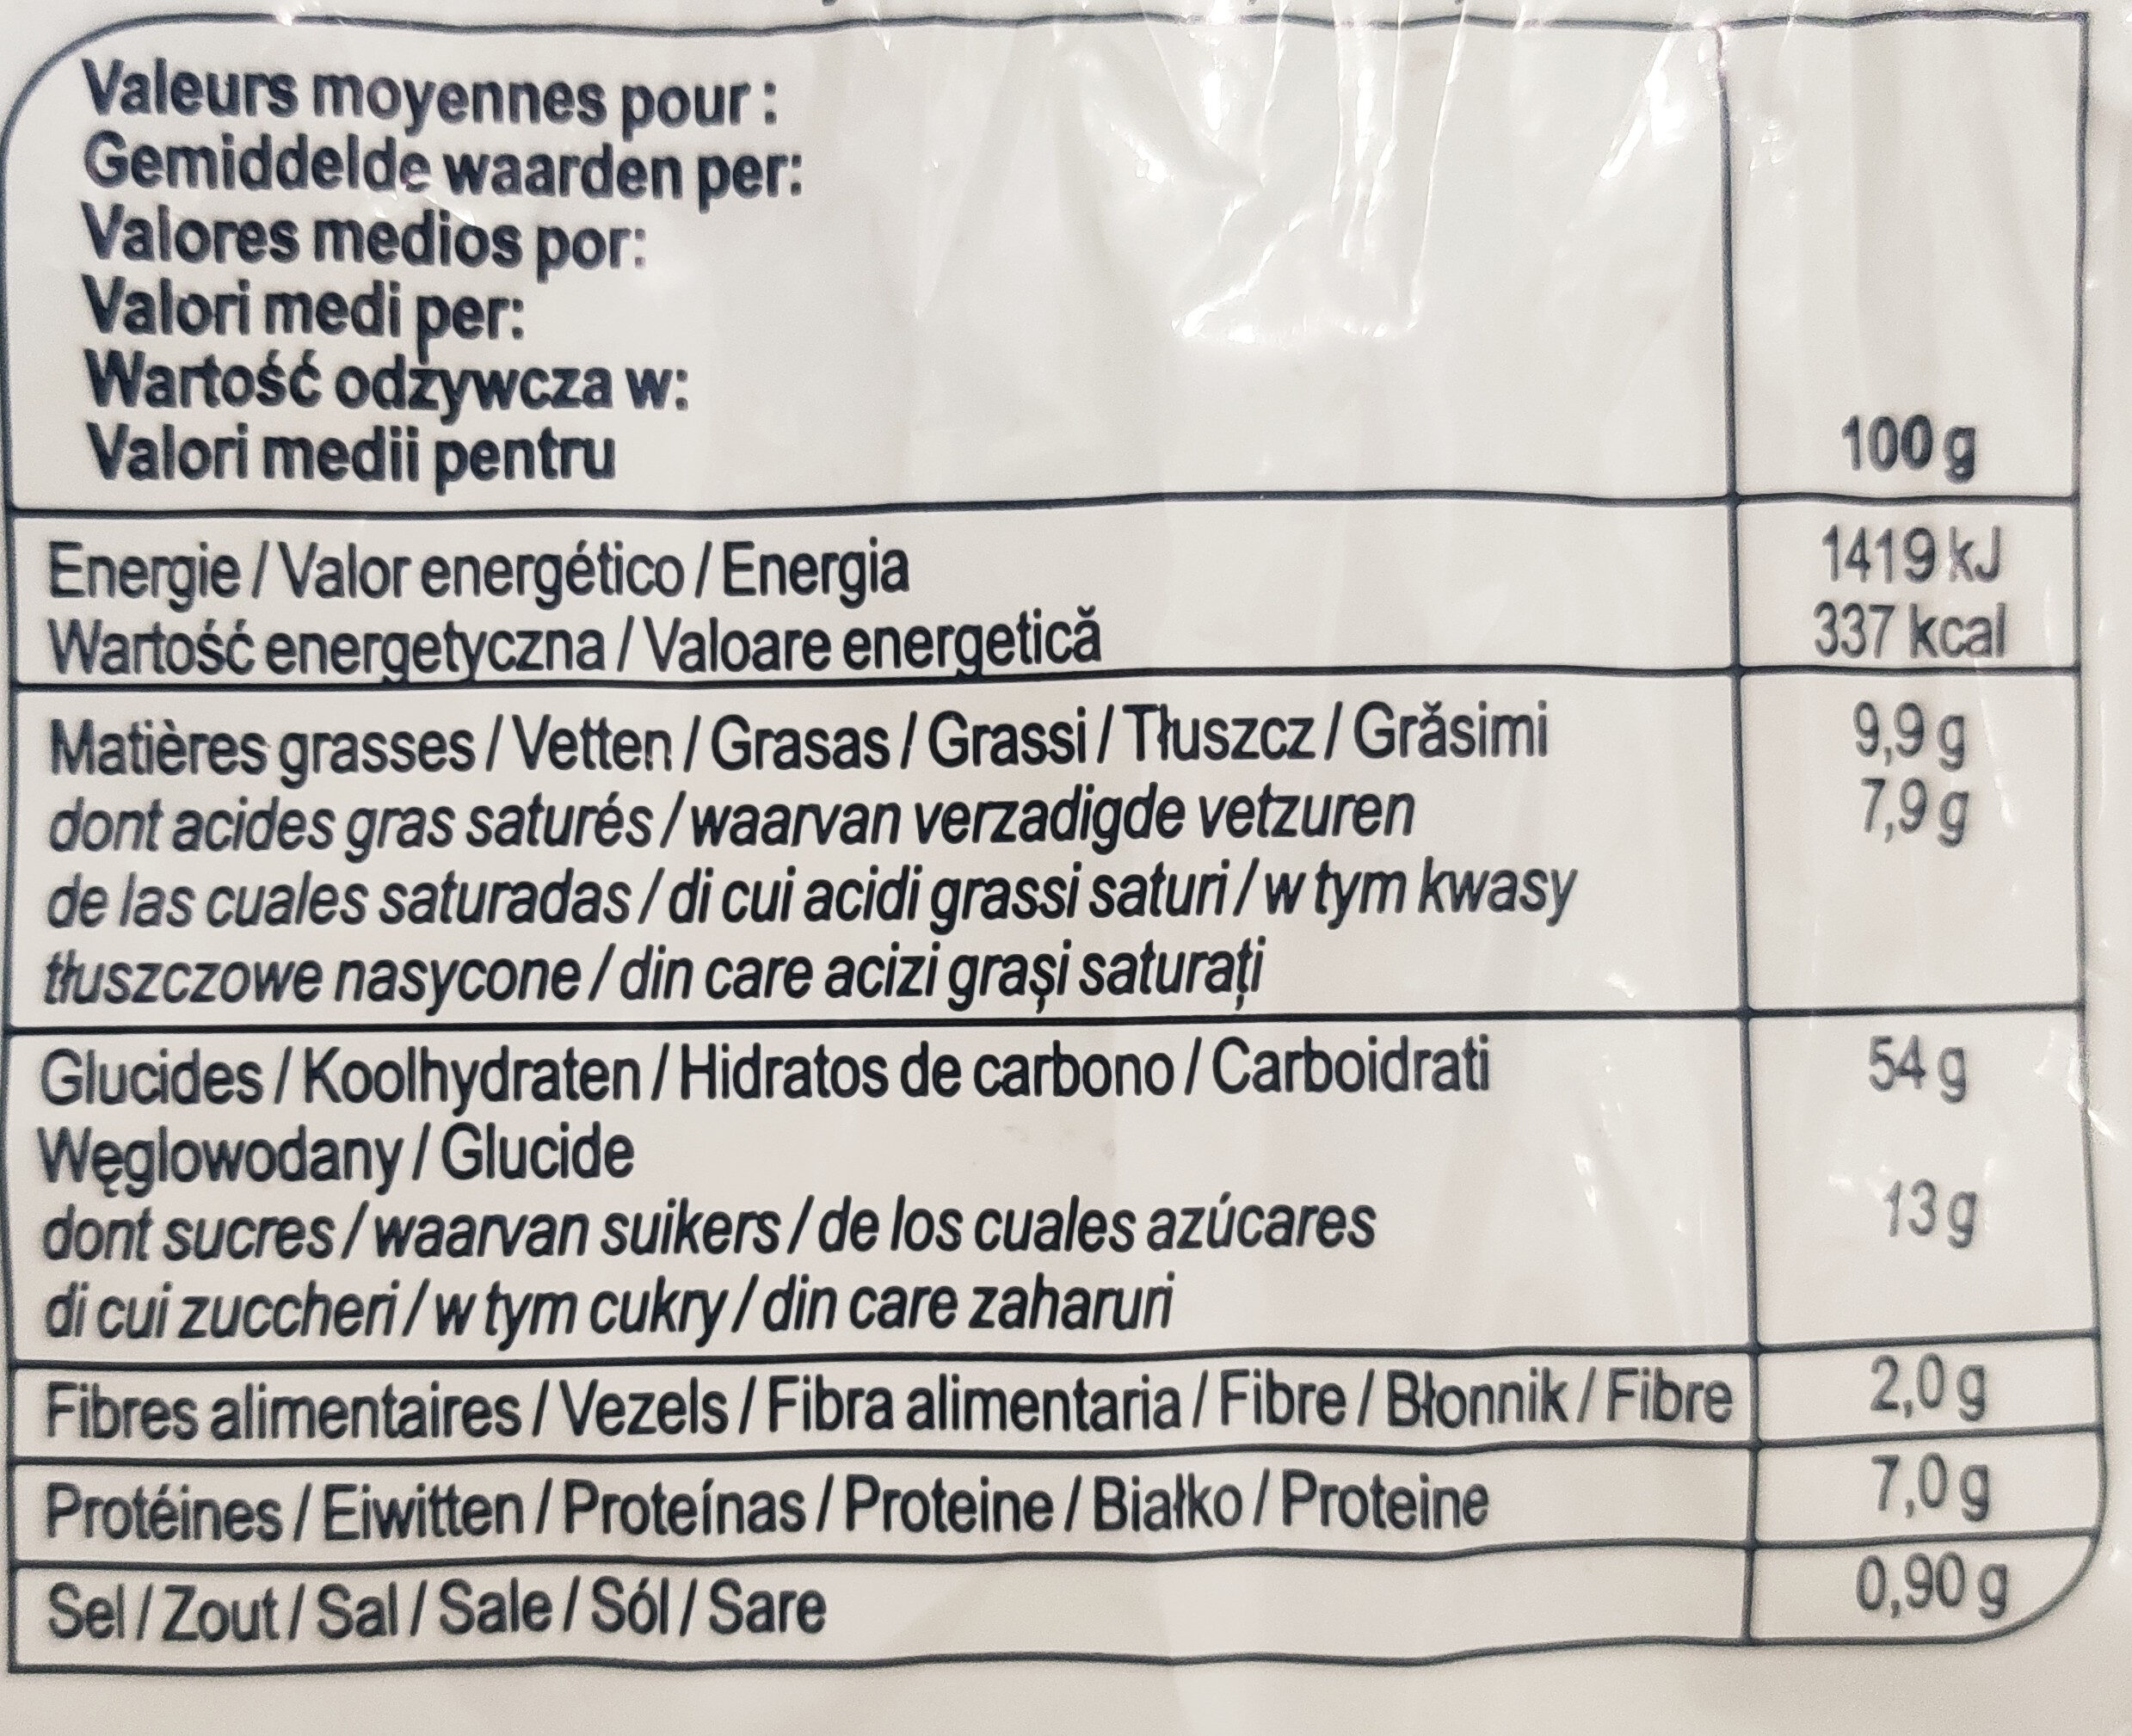 Valeurs moyennes pour :
Gemiddelde waarden per:
Valores medios por:
Valori medi per:
Wartość odżywcza w:
Valori medii pentru
100 g
Energie / Valor energético / Energia
1419 kJ
Wartość energetyczna / Valoare energetică
337 kcal
Matières grasses / Vetten / Grasas / Grassi / Tłuszcz / Grăsimi
9,9 g
dont acides gras saturés / waarvan verzadigde vetzuren
7,9 g
de las cuales saturadas / di cui acidi grassi saturi / w tym kwasy
tłuszczowe nasycone / din care acizi grași saturați
Glucides / Koolhydraten / Hidratos de carbono / Carboidrati
54 g
Węglowodany / Glucide
dont sucres / waarvan suikers / de los cuales azúcares
13 g
di cui zuccheri / w tym cukry / din care zaharuri
Fibres alimentaires / Vezels / Fibra alimentaria / Fibre / Błonnik / Fibre
2,0 g
Protéines / Eiwitten / Proteínas / Proteine / Białko / Proteine
7,0 g
Sel / Zout / Sal / Sale / Sól / Sare
0,90 g